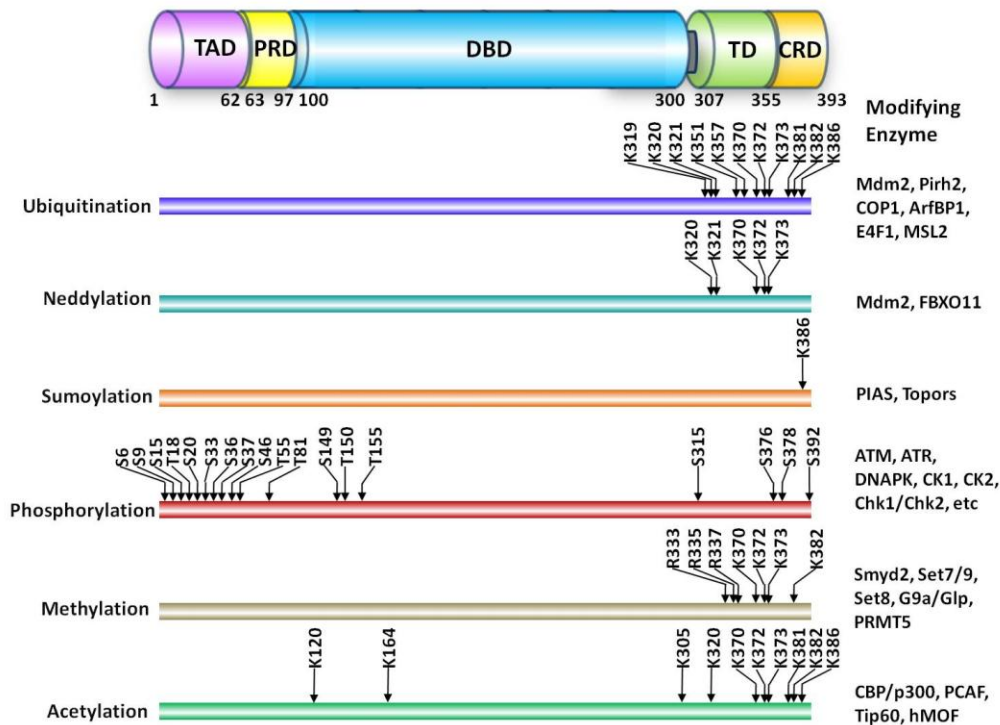 TAD PRD DBD TD CRD
1 62 63 97 100 300 307 355 393
Modifying
Enzyme
K319 K320 K321 K351 K357 K370 K372 K373 K381 K382 K386
Ubiquitination
Mdm2, Pirh2,
COP1, ArfBP1,
E4F1, MSL2
K320 K321 K370 K372 K373
Neddylation
Mdm2, FBXO11
K386
Sumoylation
PIAS, Topors
S6 S9 S15 T18 S20 S33 S36 S37 S46 T55 T81 S149 T150 T155 S315 S376 S378 S392
Phosphorylation
ATM, ATR,
DNAPK, CK1, CK2,
Chk1/Chk2, etc
R333 R335 R337 K370 K372 K373 K382
Methylation
Smyd2, Set7/9,
Set8, G9a/Glp,
PRMT5
K120 K164 K305 K320 K370 K372 K373 K381 K382 K386
Acetylation
CBP/p300, PCAF,
Tip60, hMOF